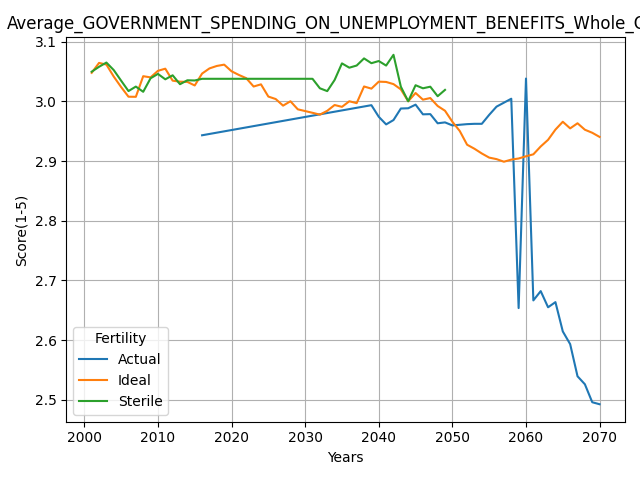 Average_GOVERNMENT_SPENDING_ON_UNEMPLOYMENT_BENEFITS_Whole_
3.1
3.0
2.9
2.8
2.7
2.6
2.5
Score(1-5)
Fertility
Actual
Ideal
Sterile
2000
2010
2020
2030
2040
2050
2060
2070
Years